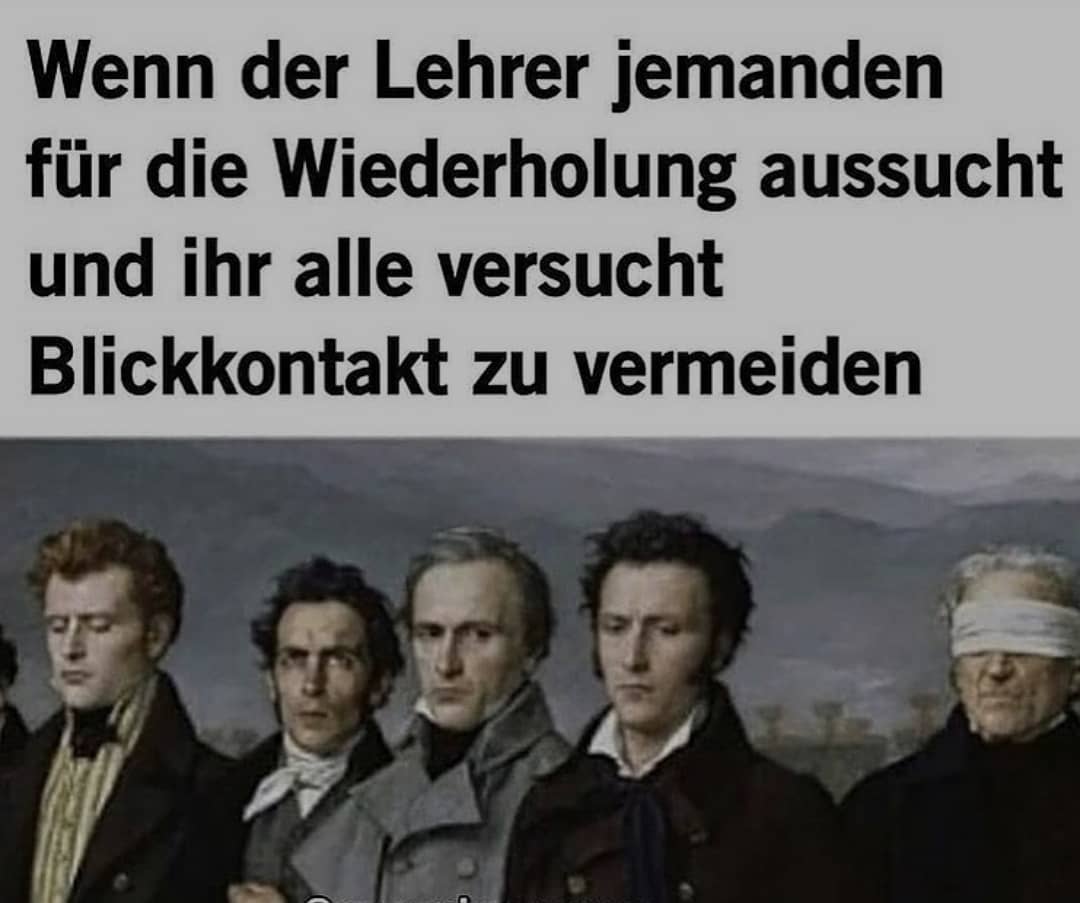 Wenn der Lehrer jemanden
für die Wiederholung aussucht
und ihr alle versucht
Blickkontakt zu vermeiden